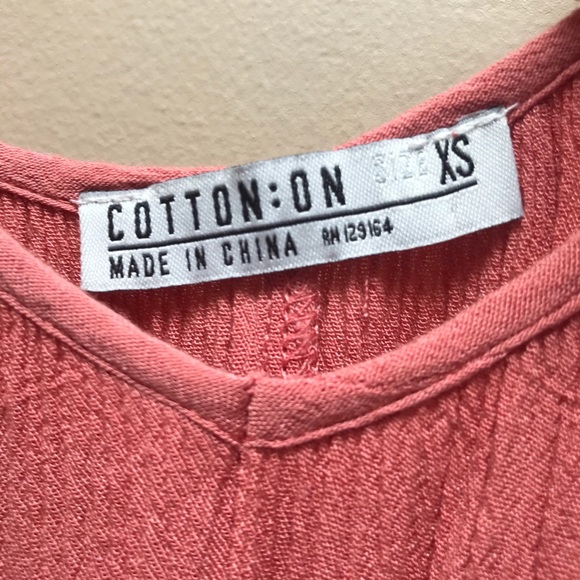 COTTON:ON SIZE XS
MADE IN CHINA RN 129164